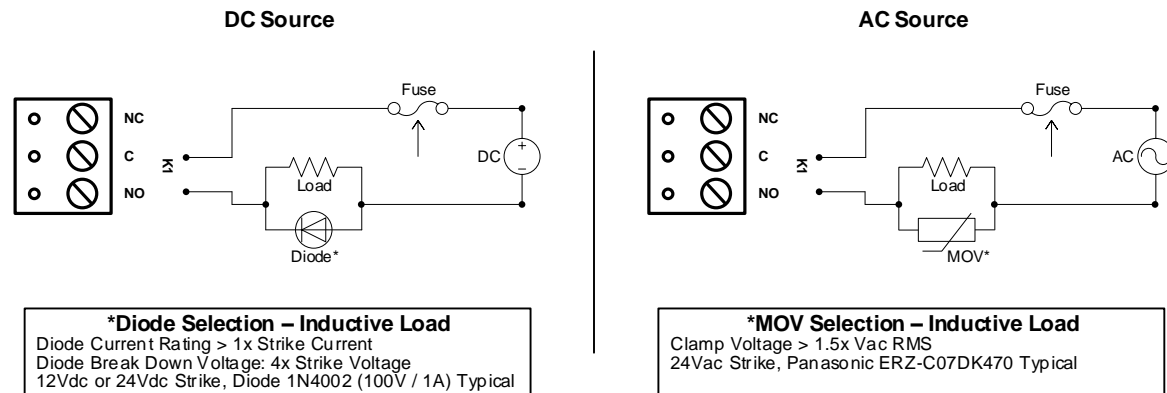 DC Source
AC Source
Fuse
NC
C
NO
K1
Load
Diode*
DC
+
–
Fuse
NC
C
NO
K1
Load
MOV*
AC
*Diode Selection – Inductive Load
Diode Current Rating > 1x Strike Current
Diode Break Down Voltage: 4x Strike Voltage
12Vdc or 24Vdc Strike, Diode 1N4002 (100V / 1A) Typical
*MOV Selection – Inductive Load
Clamp Voltage > 1.5x Vac RMS
24Vac Strike, Panasonic ERZ-C07DK470 Typical